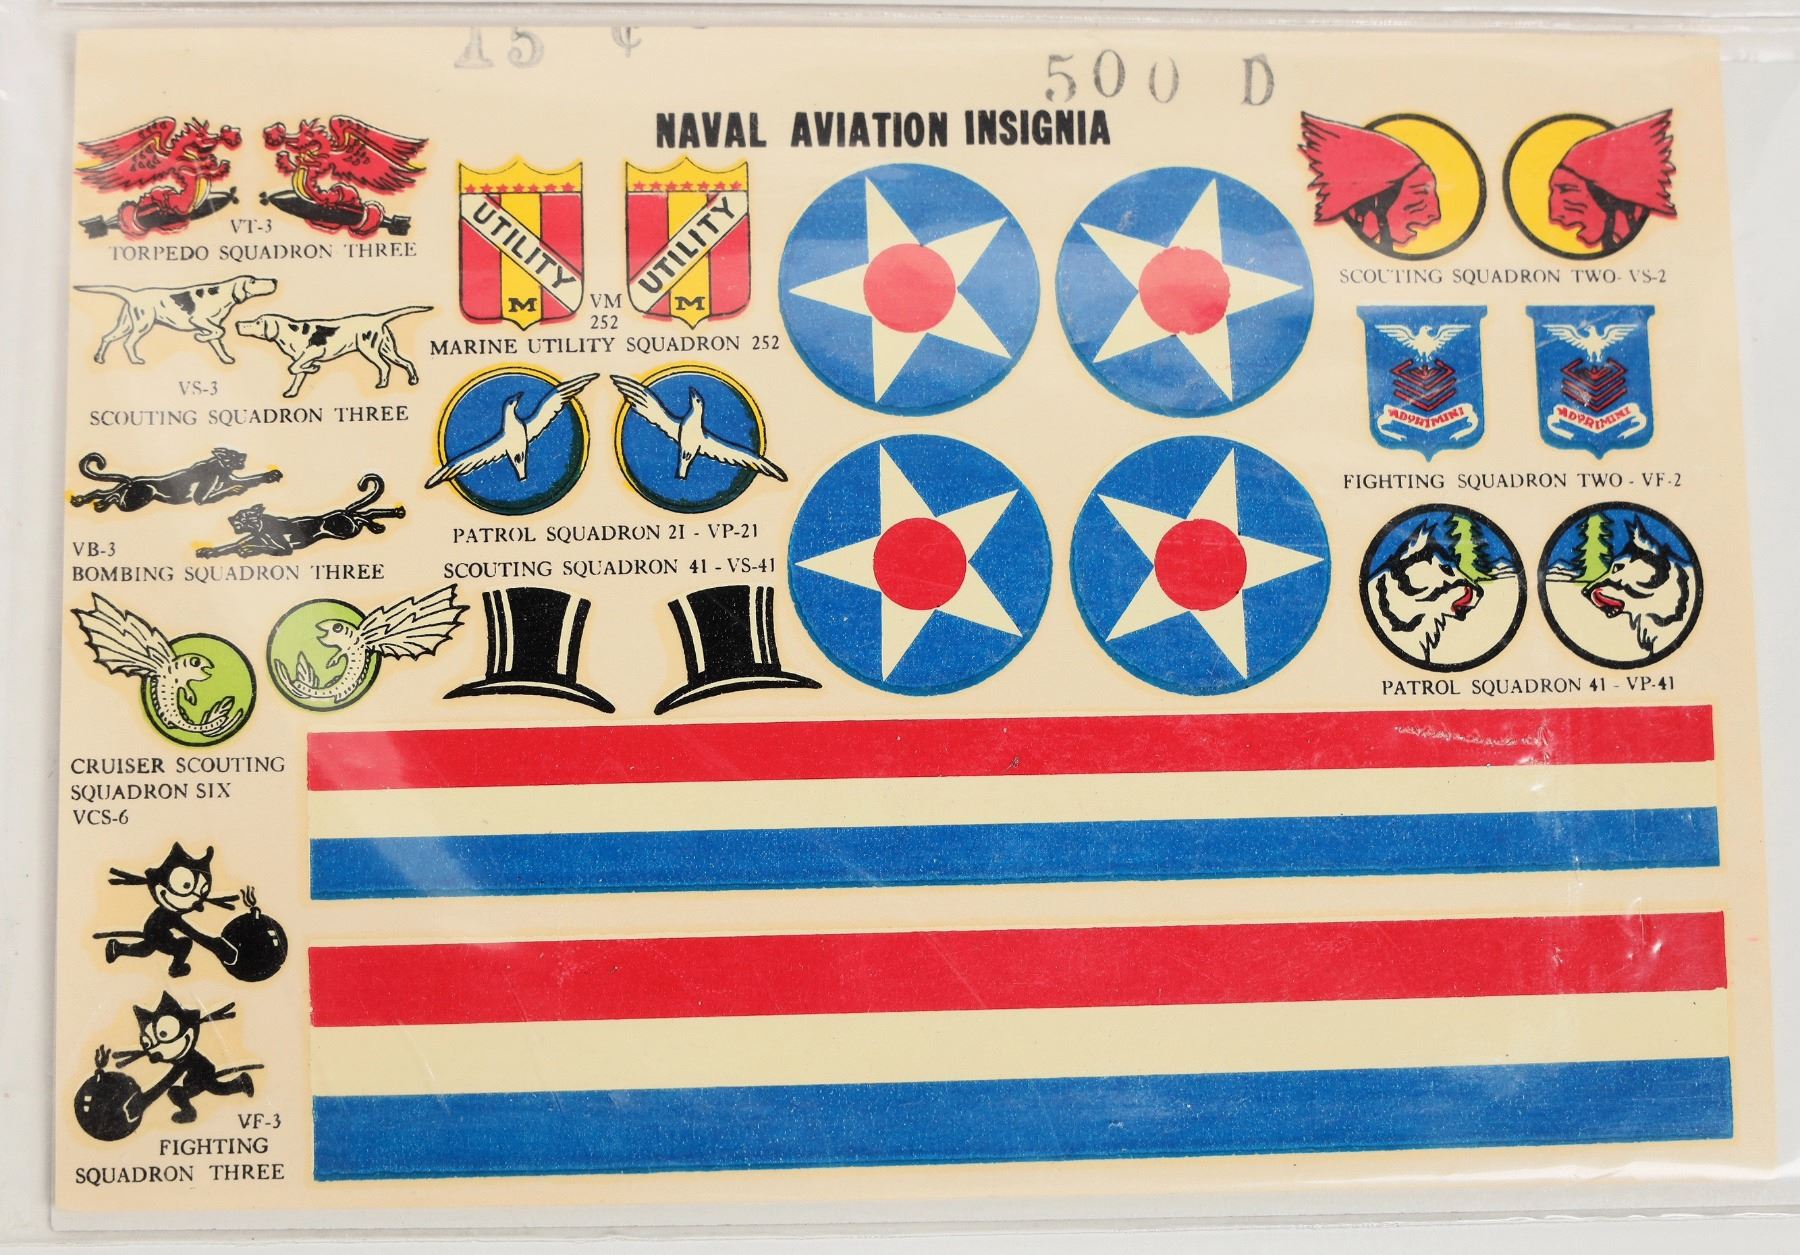 15 ¢
500 D
NAVAL AVIATION INSIGNIA
VT-3
TORPEDO SQUADRON THREE
VS-3
SCOUTING SQUADRON THREE
VB-3
BOMBING SQUADRON THREE
CRUISER SCOUTING
SQUADRON SIX
VCS-6
VF-3
FIGHTING
SQUADRON THREE
UTILITY
M
UTILITY
M
VM
252
MARINE UTILITY SQUADRON 252
PATROL SQUADRON 21 - VP-21
SCOUTING SQUADRON 41 - VS-41
SCOUTING SQUADRON TWO- VS-2
ADORIMINI
ADORIMINI
FIGHTING SQUADRON TWO - VF-2
PATROL SQUADRON 41 - VP-41